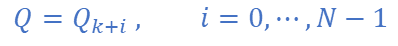 Q = Q_{k+i} ,    i = 0, ⋯ , N − 1